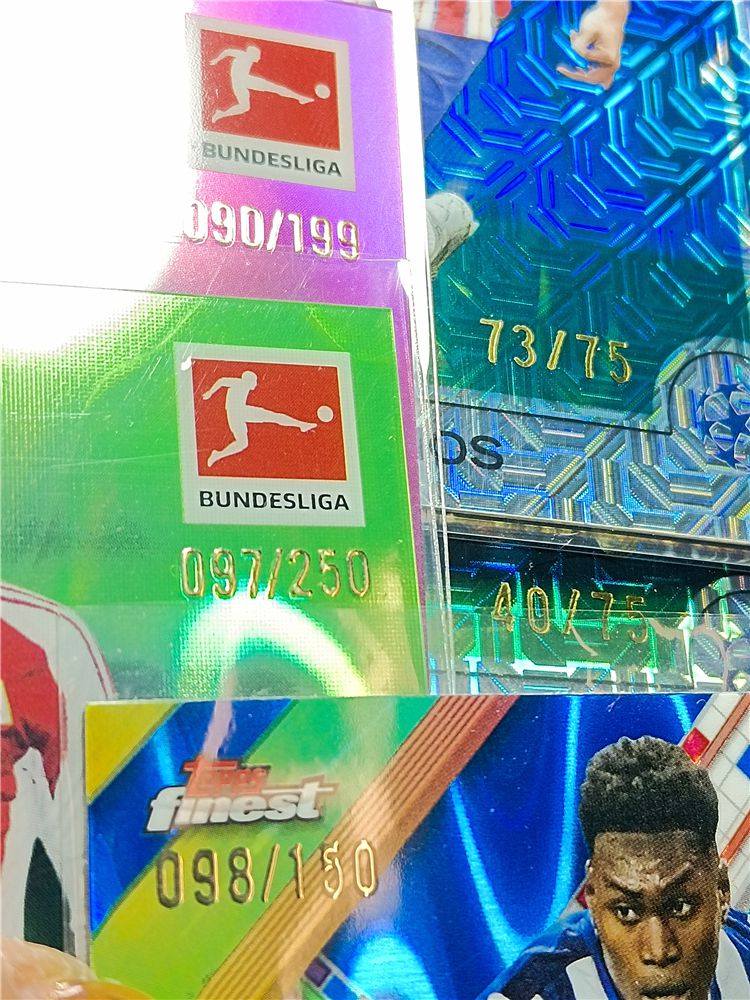 BUNDESLIGA
090/199
73/75
OS
BUNDESLIGA
097/250
40/75
Topps
finest
098/150